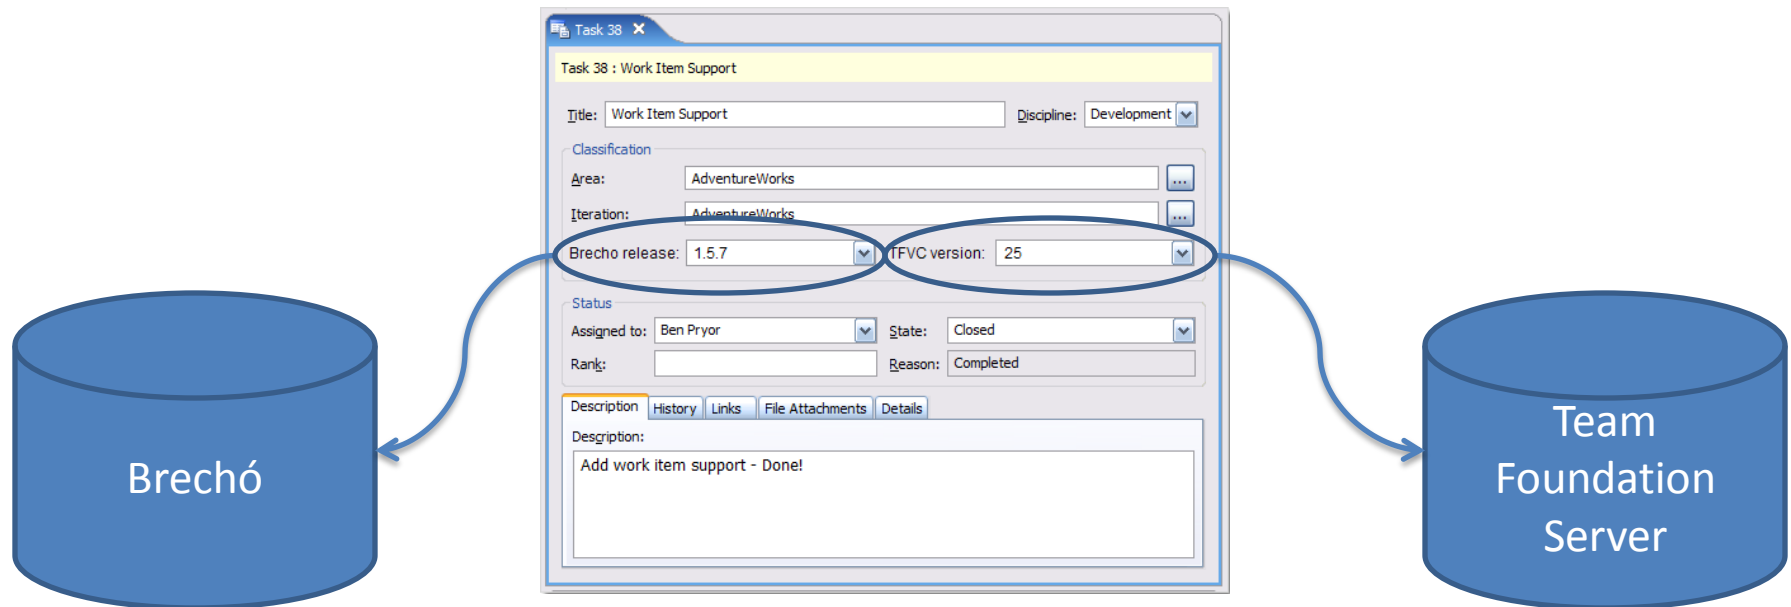 Task 38
Task 38 : Work Item Support
Title: Work Item Support Discipline: Development
Classification
Area: AdventureWorks ...
Iteration: AdventureWorks ...
Brecho release: 1.5.7 TFVC version: 25
Status
Assigned to: Ben Pryor State: Closed
Rank: Reason: Completed
Description History Links File Attachments Details
Description:
Add work item support - Done!
Brechó
Team
Foundation
Server